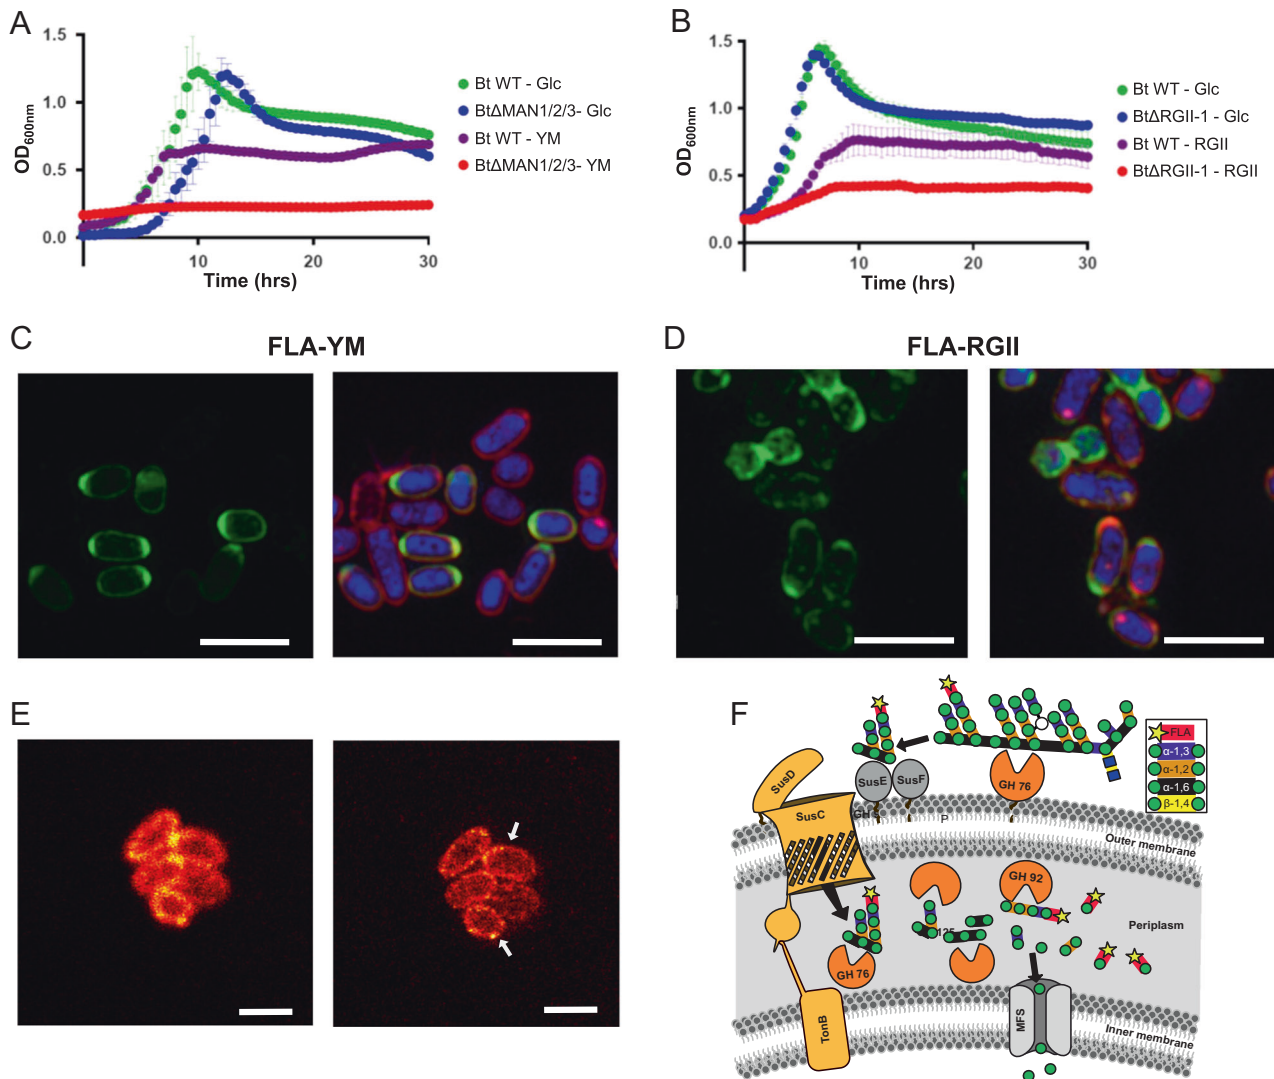 A
1.5
1.0
0.5
0.0
OD600nm
10
20
30
Time (hrs)
Bt WT - Glc
BtΔMAN1/2/3- Glc
Bt WT - YM
BtΔMAN1/2/3- YM
B
1.5
1.0
0.5
0.0
OD600nm
10
20
30
Time (hrs)
Bt WT - Glc
BtΔRGII-1 - Glc
Bt WT - RGII
BtΔRGII-1 - RGII
C
FLA-YM
D
FLA-RGII
E
F
FLA
α-1,3
α-1,2
α-1,6
β-1,4
SusD
SusE
SusF
GH 76
SusC
GH
P
Outer membrane
GH 92
Periplasm
125
GH 76
MFS
TonB
Inner membrane